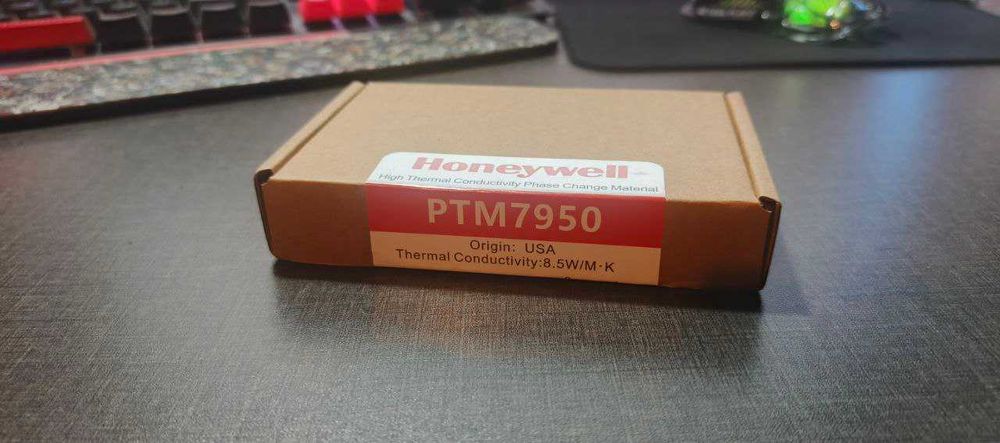 Honeywell
High Thermal Conductivity Phase Change Material
PTM7950
Origin: USA
Thermal Conductivity:8.5W/M·K